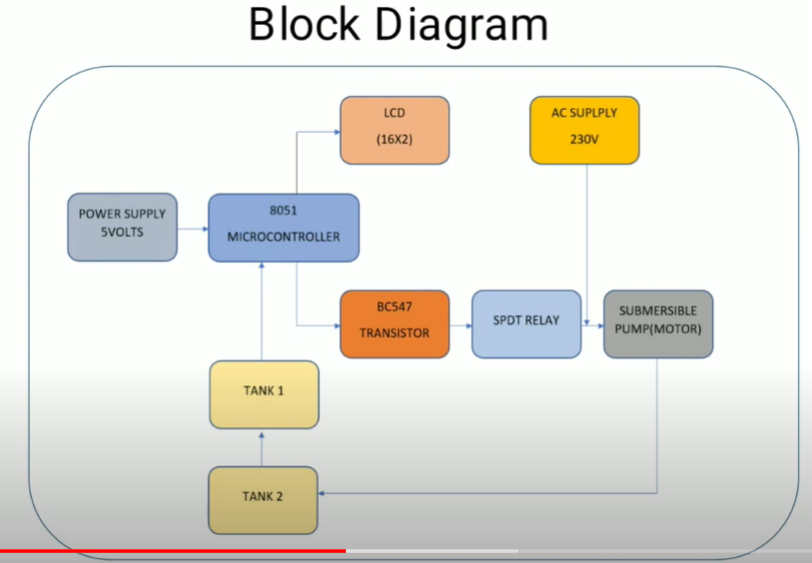 Block Diagram
LCD
(16X2)
AC SUPLPLY
230V
POWER SUPPLY
5VOLTS
8051
MICROCONTROLLER
BC547
TRANSISTOR
SPDT RELAY
SUBMERSIBLE
PUMP(MOTOR)
TANK 1
TANK 2